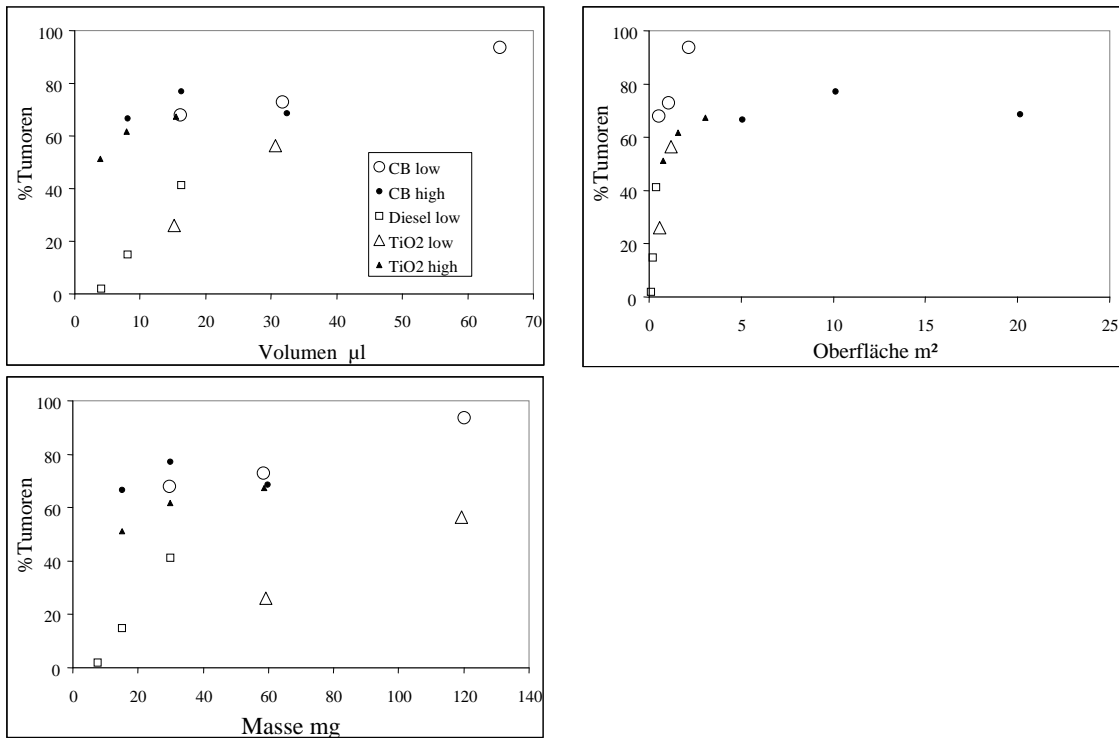 100
80
60
40
20
0
%Tumoren
0 10 20 30 40 50 60 70
Volumen µl
CB low
CB high
Diesel low
TiO2 low
TiO2 high
100
80
60
40
20
0
%Tumoren
0 5 10 15 20 25
Oberfläche m²
100
80
60
40
20
0
%Tumoren
0 20 40 60 80 100 120 140
Masse mg